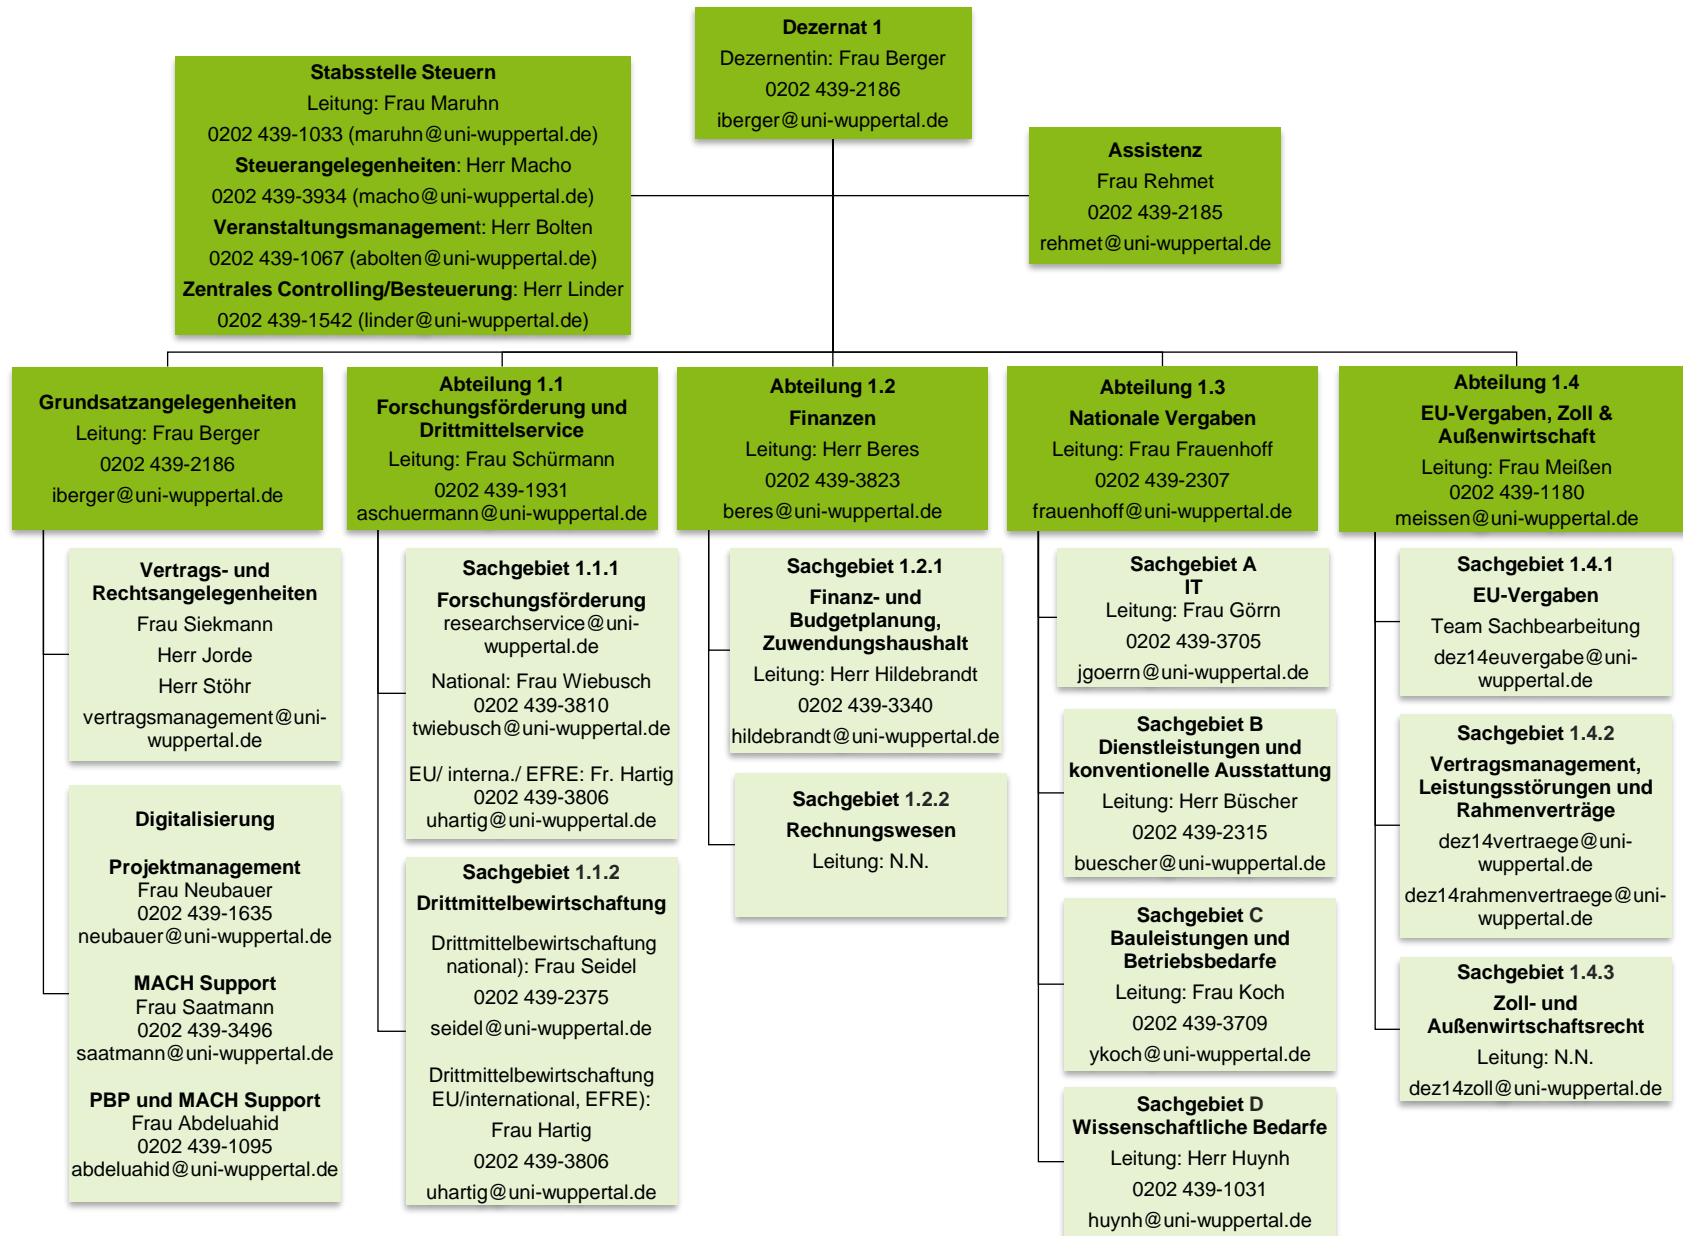 Dezernat 1
Dezernentin: Frau Berger
0202 439-2186
iberger@uni-wuppertal.de
Stabsstelle Steuern
Leitung: Frau Maruhn
0202 439-1033 (maruhn@uni-wuppertal.de)
Steuerangelegenheiten: Herr Macho
0202 439-3934 (macho@uni-wuppertal.de)
Veranstaltungsmanagement: Herr Bolten
0202 439-1067 (abolten@uni-wuppertal.de)
Zentrales Controlling/Besteuerung: Herr Linder
0202 439-1542 (linder@uni-wuppertal.de)
Assistenz
Frau Rehmet
0202 439-2185
rehmet@uni-wuppertal.de
Grundsatzangelegenheiten
Leitung: Frau Berger
0202 439-2186
iberger@uni-wuppertal.de
Vertrags- und
Rechtsangelegenheiten
Frau Siekmann
Herr Jorde
Herr Stöhr
vertragsmanagement@uni-
wuppertal.de
Digitalisierung
Projektmanagement
Frau Neubauer
0202 439-1635
neubauer@uni-wuppertal.de
MACH Support
Frau Saatmann
0202 439-3496
saatmann@uni-wuppertal.de
PBP und MACH Support
Frau Abdeluahid
0202 439-1095
abdeluahid@uni-wuppertal.de
Abteilung 1.1
Forschungsförderung und
Drittmittelservice
Leitung: Frau Schürmann
0202 439-1931
aschuermann@uni-wuppertal.de
Sachgebiet 1.1.1
Forschungsförderung
researchservice@uni-
wuppertal.de
National: Frau Wiebusch
0202 439-3810
twiebusch@uni-wuppertal.de
EU/ interna./ EFRE: Fr. Hartig
0202 439-3806
uhartig@uni-wuppertal.de
Sachgebiet 1.1.2
Drittmittelbewirtschaftung
Drittmittelbewirtschaftung
national): Frau Seidel
0202 439-2375
seidel@uni-wuppertal.de
Drittmittelbewirtschaftung
EU/international, EFRE):
Frau Hartig
0202 439-3806
uhartig@uni-wuppertal.de
Abteilung 1.2
Finanzen
Leitung: Herr Beres
0202 439-3823
beres@uni-wuppertal.de
Sachgebiet 1.2.1
Finanz- und
Budgetplanung,
Zuwendungshaushalt
Leitung: Herr Hildebrandt
0202 439-3340
hildebrandt@uni-wuppertal.de
Sachgebiet 1.2.2
Rechnungswesen
Leitung: N.N.
Abteilung 1.3
Nationale Vergaben
Leitung: Frau Frauenhoff
0202 439-2307
frauenhoff@uni-wuppertal.de
Sachgebiet A
IT
Leitung: Frau Görrn
0202 439-3705
jgoerrn@uni-wuppertal.de
Sachgebiet B
Dienstleistungen und
konventionelle Ausstattung
Leitung: Herr Büscher
0202 439-2315
buescher@uni-wuppertal.de
Sachgebiet C
Bauleistungen und
Betriebsbedarfe
Leitung: Frau Koch
0202 439-3709
ykoch@uni-wuppertal.de
Sachgebiet D
Wissenschaftliche Bedarfe
Leitung: Herr Huynh
0202 439-1031
huynh@uni-wuppertal.de
Abteilung 1.4
EU-Vergaben, Zoll &
Außenwirtschaft
Leitung: Frau Meißen
0202 439-1180
meissen@uni-wuppertal.de
Sachgebiet 1.4.1
EU-Vergaben
Team Sachbearbeitung
dez14euvergabe@uni-
wuppertal.de
Sachgebiet 1.4.2
Vertragsmanagement,
Leistungsstörungen und
Rahmenverträge
dez14vertraege@uni-
wuppertal.de
dez14rahmenvertraege@uni-
wuppertal.de
Sachgebiet 1.4.3
Zoll- und
Außenwirtschaftsrecht
Leitung: N.N.
dez14zoll@uni-wuppertal.de